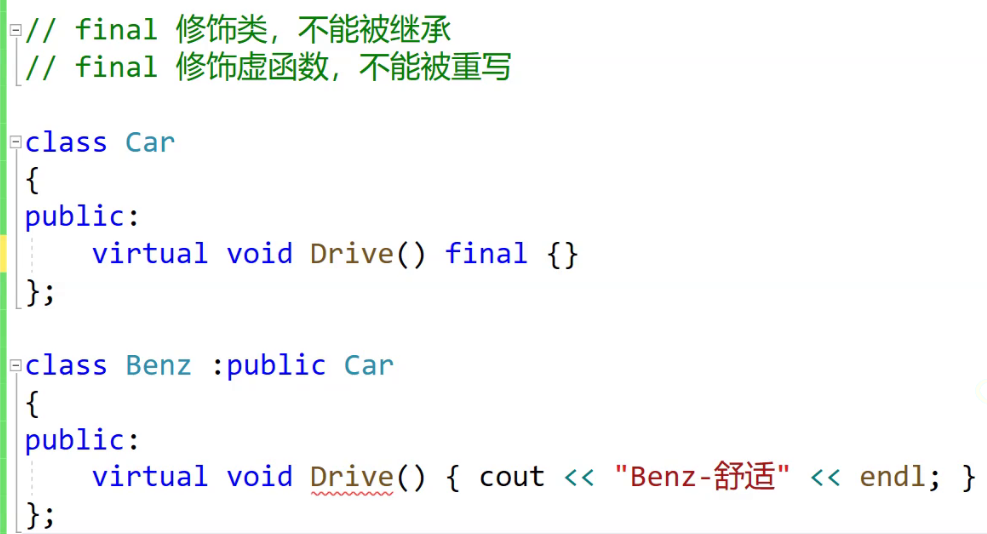 // final 修饰类，不能被继承
// final 修饰虚函数，不能被重写
class Car
{
public:
    virtual void Drive() final {}
};
class Benz :public Car
{
public:
    virtual void Drive() { cout << "Benz-舒适" << endl; }
};